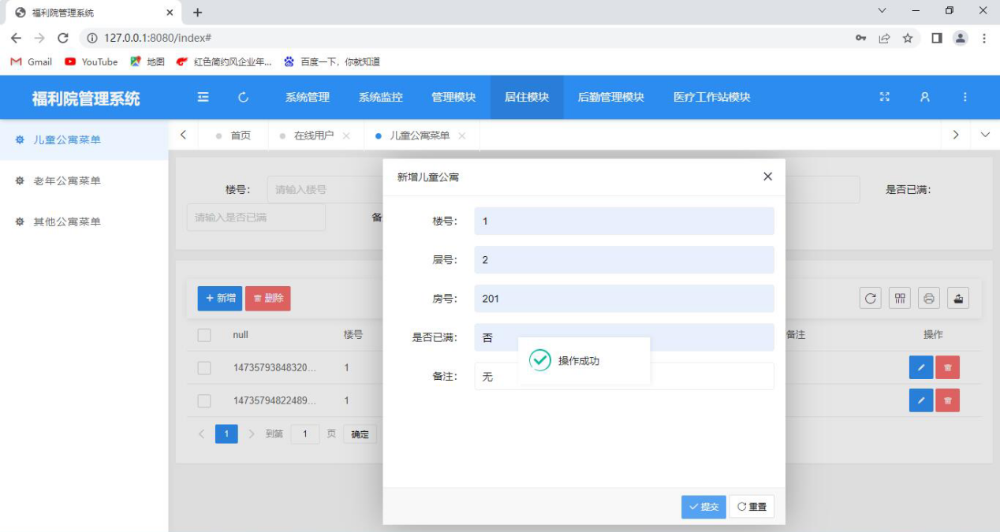 福利院管理系统
127.0.0.1:8080/index#
Gmail YouTube 地图 红色简约风企业年... 百度一下，你就知道
福利院管理系统 系统管理 系统监控 管理模块 居住模块 后勤管理模块 医疗工作站模块
儿童公寓菜单
老年公寓菜单
其他公寓菜单
首页 在线用户 儿童公寓菜单
楼号： 请输入楼号 是否已满：
请输入是否已满 备
新增 删除
null 楼号 备注 操作
14735793848320... 1
14735794822489... 1
1 到第 1 页 确定
新增儿童公寓
楼号： 1
层号： 2
房号： 201
是否已满： 否
操作成功
备注： 无
提交 重置